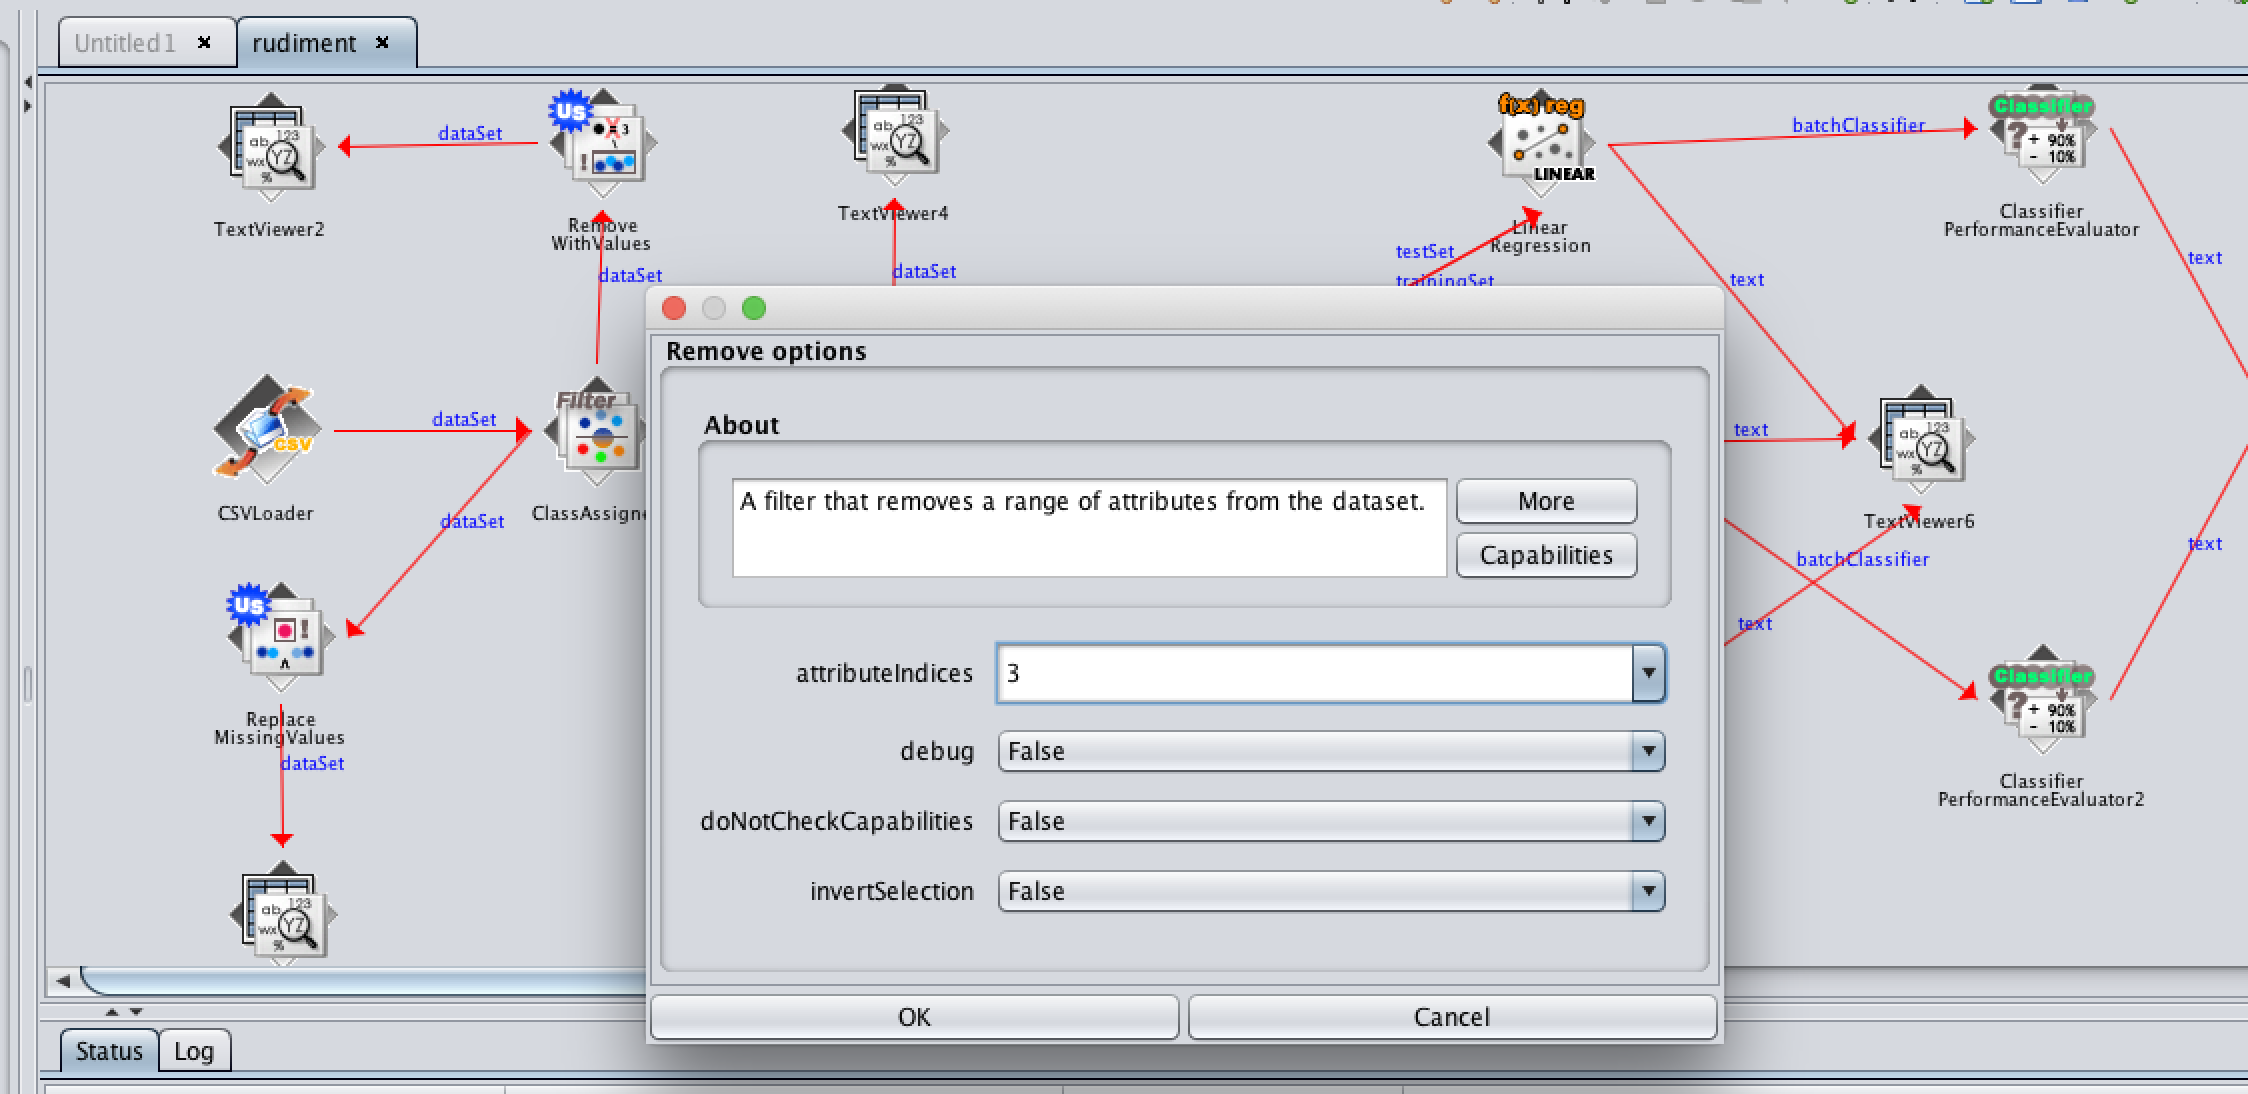 Untitled1
rudiment
TextViewer2
dataSet
Us
Remove
WithValues
dataSet
TextViewer4
dataSet
f(x) reg
LINEAR
Linear
Regression
testSet
trainingSet
batchClassifier
text
Classifier
+ 90%
- 10%
Classifier
PerformanceEvaluator
text
CSV
CSVLoader
dataSet
dataSet
Filter
ClassAssigne
Us
Replace
MissingValues
dataSet
Remove options
About
A filter that removes a range of attributes from the dataset.
More
Capabilities
attributeIndices
3
debug
False
doNotCheckCapabilities
False
invertSelection
False
OK
Cancel
text
TextViewer6
batchClassifier
text
text
Classifier
+ 90%
- 10%
Classifier
PerformanceEvaluator2
Status
Log